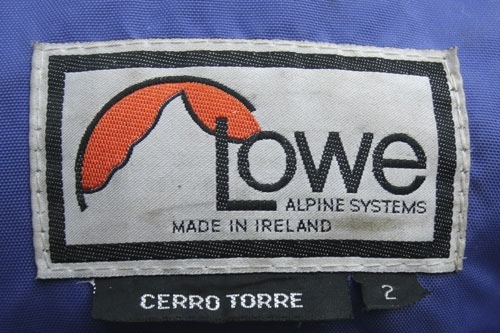 Lowe
ALPINE SYSTEMS
MADE IN IRELAND
CERRO TORRE 2